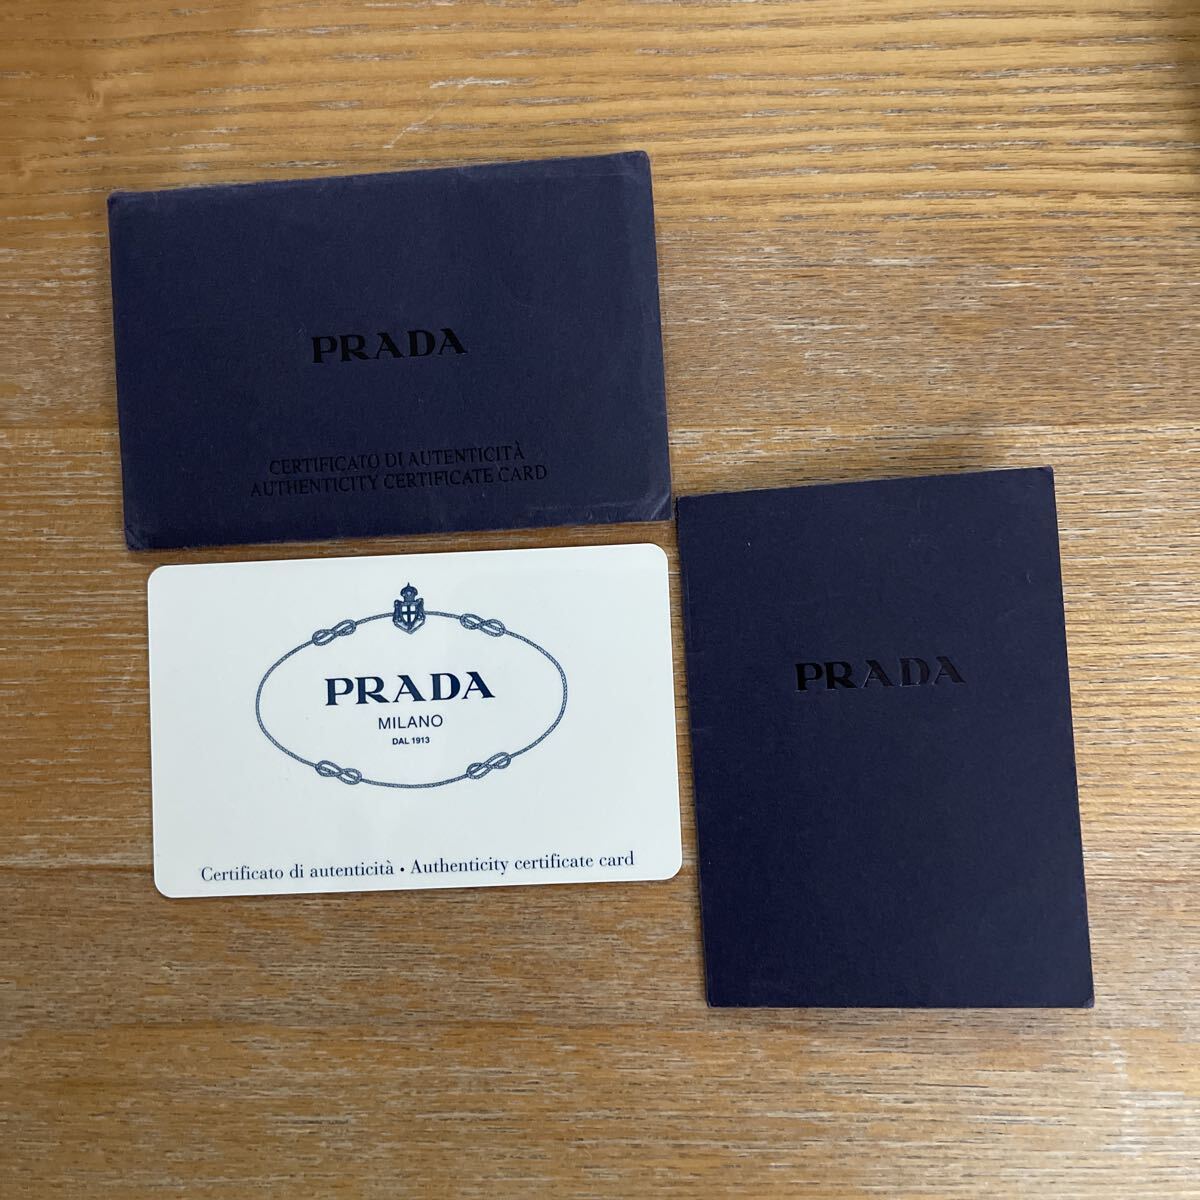 PRADA
CERTIFICATO DI AUTENTICITÀ
AUTHENTICITY CERTIFICATE CARD
PRADA
MILANO
DAL 1913
Certificato di autenticità • Authenticity certificate card
PRADA